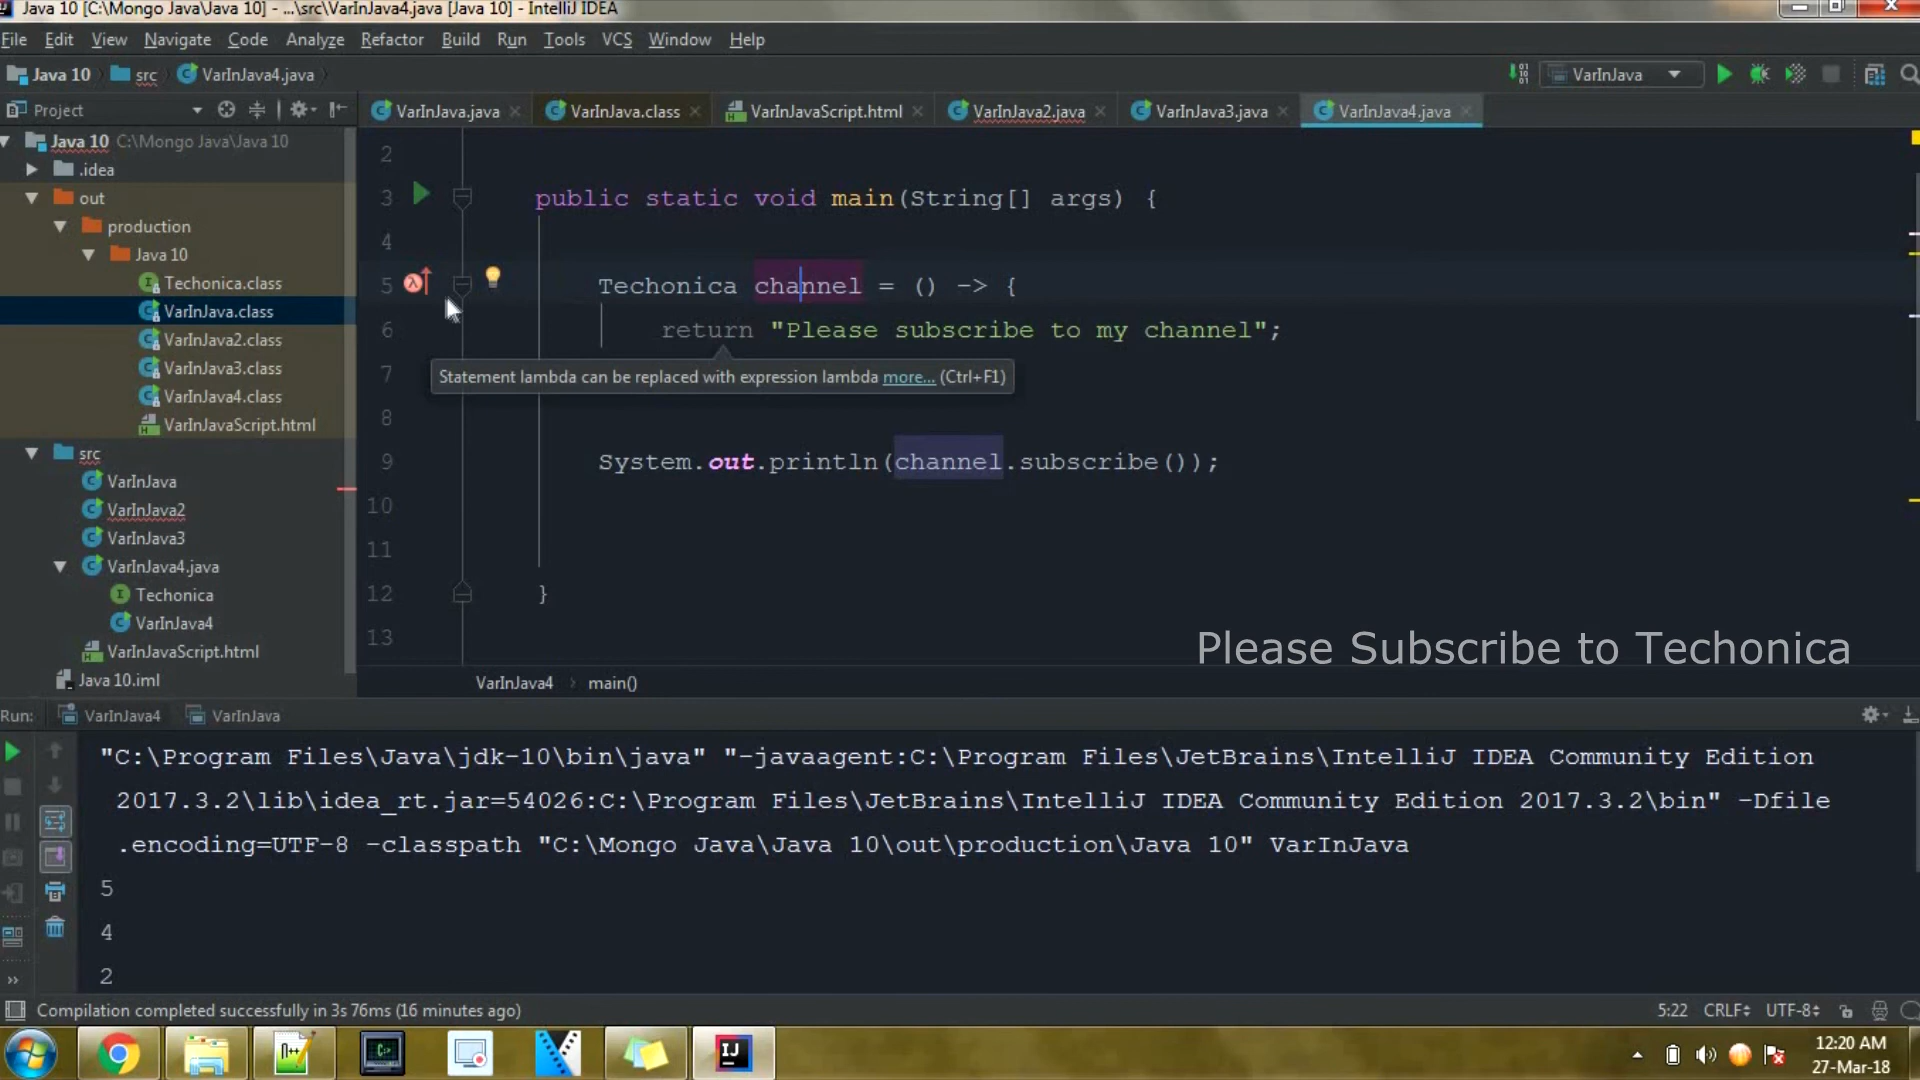 Java 10 [C:\Mongo Java\Java 10] - ...\src\VarInJava4.java [Java 10] - IntelliJ IDEA
File Edit View Navigate Code Analyze Refactor Build Run Tools VCS Window Help
Java 10 src VarInJava4.java VarInJava
Project VarInJava.java VarInJava.class VarInJavaScript.html VarInJava2.java VarInJava3.java VarInJava4.java
Java 10 C:\Mongo Java\Java 10
.idea
out
production
Java 10
Techonica.class
VarInJava.class
VarInJava2.class
VarInJava3.class
VarInJava4.class
VarInJavaScript.html
src
VarInJava
VarInJava2
VarInJava3
VarInJava4.java
Techonica
VarInJava4
VarInJavaScript.html
Java 10.iml
2
3 public static void main(String[] args) {
4
5 Techonica channel = () -> {
6 return "Please subscribe to my channel";
7
Statement lambda can be replaced with expression lambda more... (Ctrl+F1)
8
9 System.out.println(channel.subscribe());
10
11
12 }
13
Please Subscribe to Techonica
VarInJava4 main()
Run: VarInJava4 VarInJava
"C:\Program Files\Java\jdk-10\bin\java" "-javaagent:C:\Program Files\JetBrains\IntelliJ IDEA Community Edition
2017.3.2\lib\idea_rt.jar=54026:C:\Program Files\JetBrains\IntelliJ IDEA Community Edition 2017.3.2\bin" -Dfile
.encoding=UTF-8 -classpath "C:\Mongo Java\Java 10\out\production\Java 10" VarInJava
5
4
2
Compilation completed successfully in 3s 76ms (16 minutes ago) 5:22 CRLF UTF-8
12:20 AM
27-Mar-18